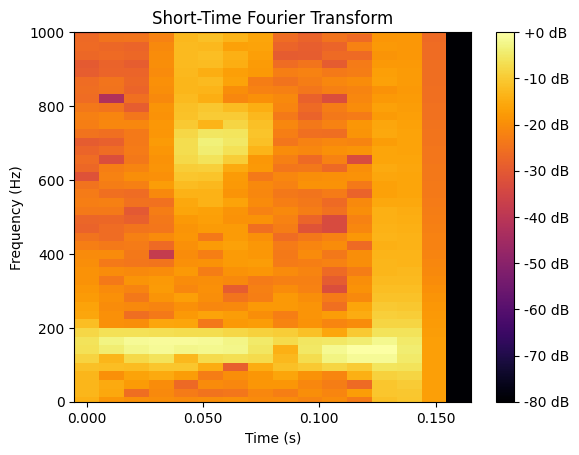 Short-Time Fourier Transform
1000
800
600
400
200
0
Frequency (Hz)
0.000
0.050
0.100
0.150
Time (s)
+0 dB
-10 dB
-20 dB
-30 dB
-40 dB
-50 dB
-60 dB
-70 dB
-80 dB